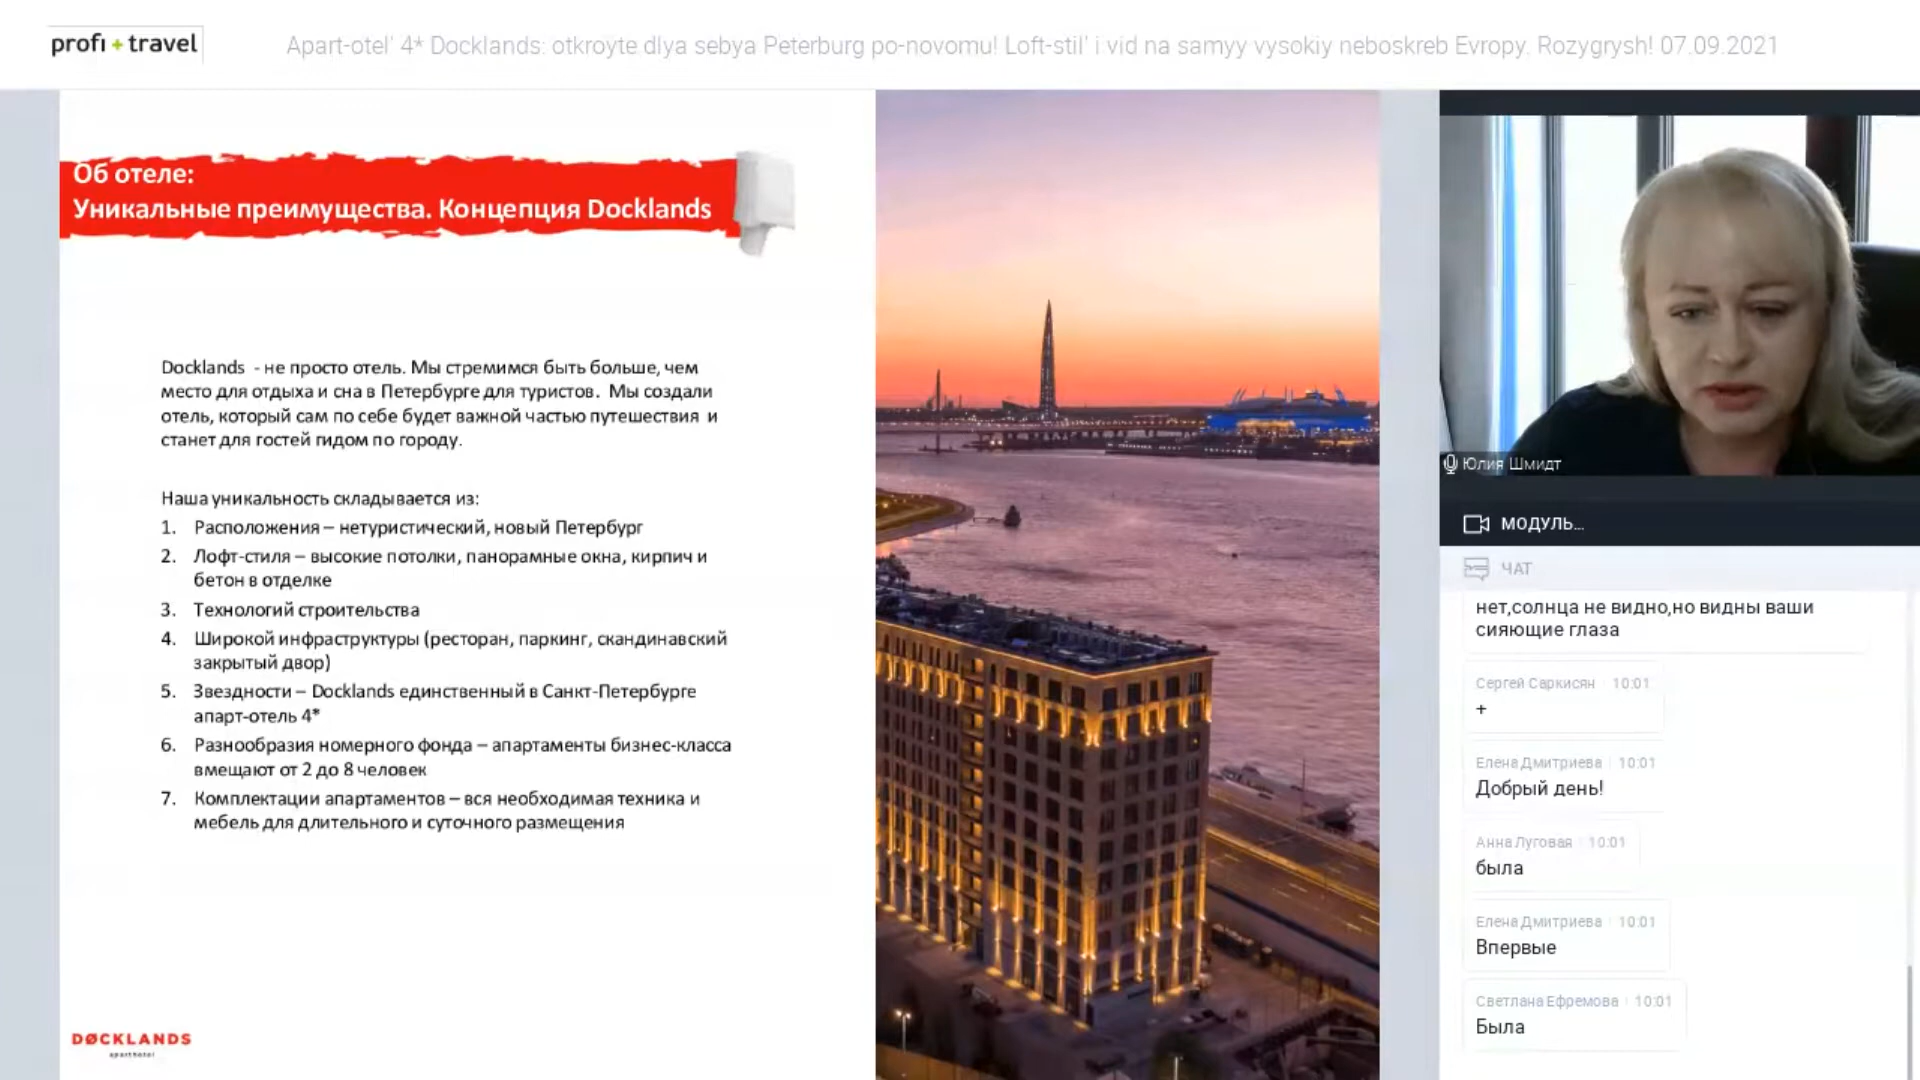 profi + travel
Apart-otel' 4* Docklands: otkroyte dlya sebya Peterburg po-novomu! Loft-stil' i vid na samyy vysokiy neboskreb Evropy. Rozygrysh! 07.09.2021
Об отеле:
Уникальные преимущества. Концепция Docklands
Docklands - не просто отель. Мы стремимся быть больше, чем
место для отдыха и сна в Петербурге для туристов. Мы создали
отель, который сам по себе будет важной частью путешествия и
станет для гостей гидом по городу.
Наша уникальность складывается из:
1. Расположения – нетуристический, новый Петербург
2. Лофт-стиля – высокие потолки, панорамные окна, кирпич и
бетон в отделке
3. Технологий строительства
4. Широкой инфраструктуры (ресторан, паркинг, скандинавский
закрытый двор)
5. Звездности – Docklands единственный в Санкт-Петербурге
апарт-отель 4*
6. Разнообразия номерного фонда – апартаменты бизнес-класса
вмещают от 2 до 8 человек
7. Комплектации апартаментов – вся необходимая техника и
мебель для длительного и суточного размещения
DØCKLANDS
aparthotel
Юлия Шмидт
МОДУЛЬ...
ЧАТ
нет,солнца не видно,но видны ваши
сияющие глаза
Сергей Саркисян 10:01
+
Елена Дмитриева 10:01
Добрый день!
Анна Луговая 10:01
была
Елена Дмитриева 10:01
Впервые
Светлана Ефремова 10:01
Была